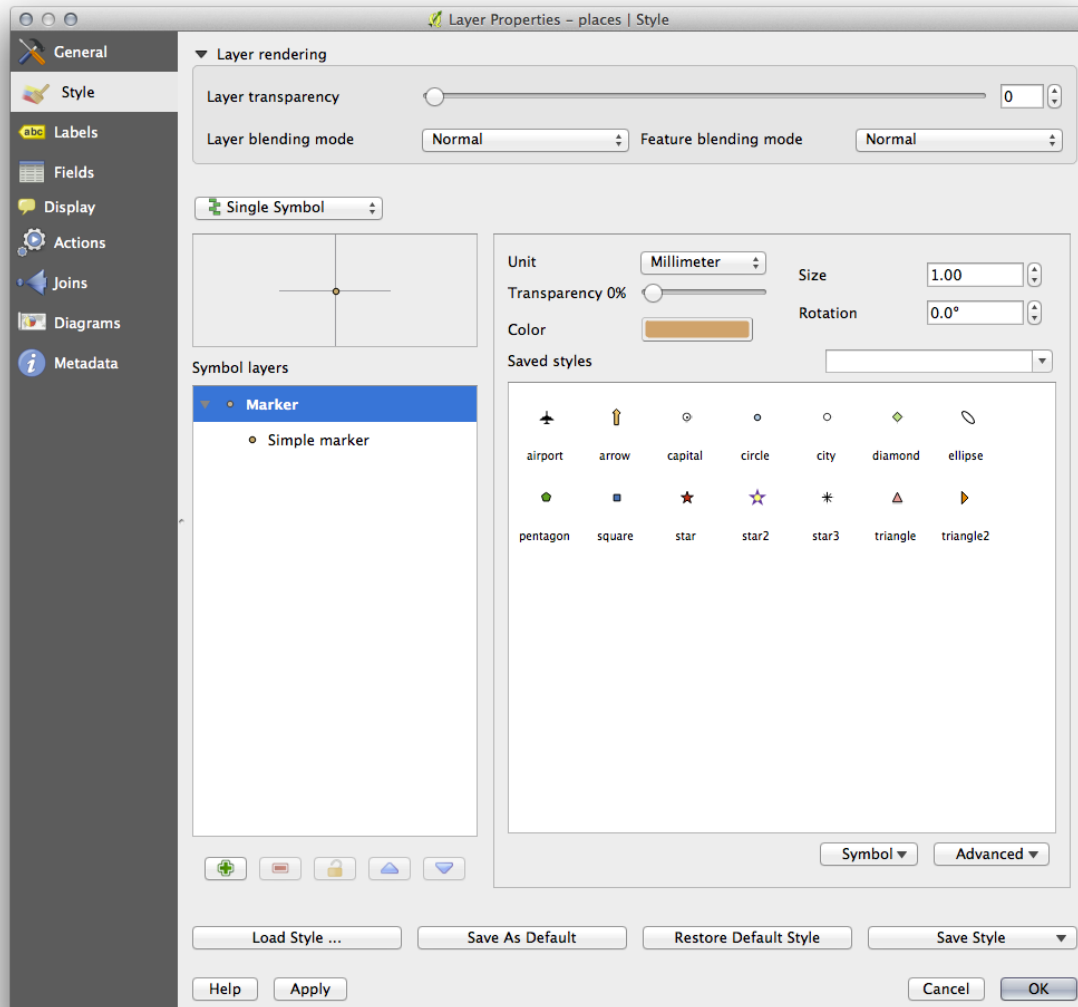 Layer Properties – places | Style
General
Style
abc Labels
Fields
Display
Actions
Joins
Diagrams
i Metadata
Layer rendering
Layer transparency 0
Layer blending mode Normal Feature blending mode Normal
Single Symbol
Unit Millimeter Size 1.00
Transparency 0% Rotation 0.0°
Color
Saved styles
Symbol layers
Marker
Simple marker
airport arrow capital circle city diamond ellipse
pentagon square star star2 star3 triangle triangle2
Symbol Advanced
Load Style ... Save As Default Restore Default Style Save Style
Help Apply Cancel OK